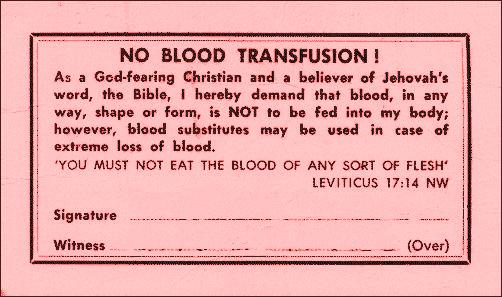 NO BLOOD TRANSFUSION!
As a God-fearing Christian and a believer of Jehovah's
word, the Bible, I hereby demand that blood, in any
way, shape or form, is NOT to be fed into my body;
however, blood substitutes may be used in case of
extreme loss of blood.
'YOU MUST NOT EAT THE BLOOD OF ANY SORT OF FLESH'
LEVITICUS 17:14 NW
Signature
Witness (Over)